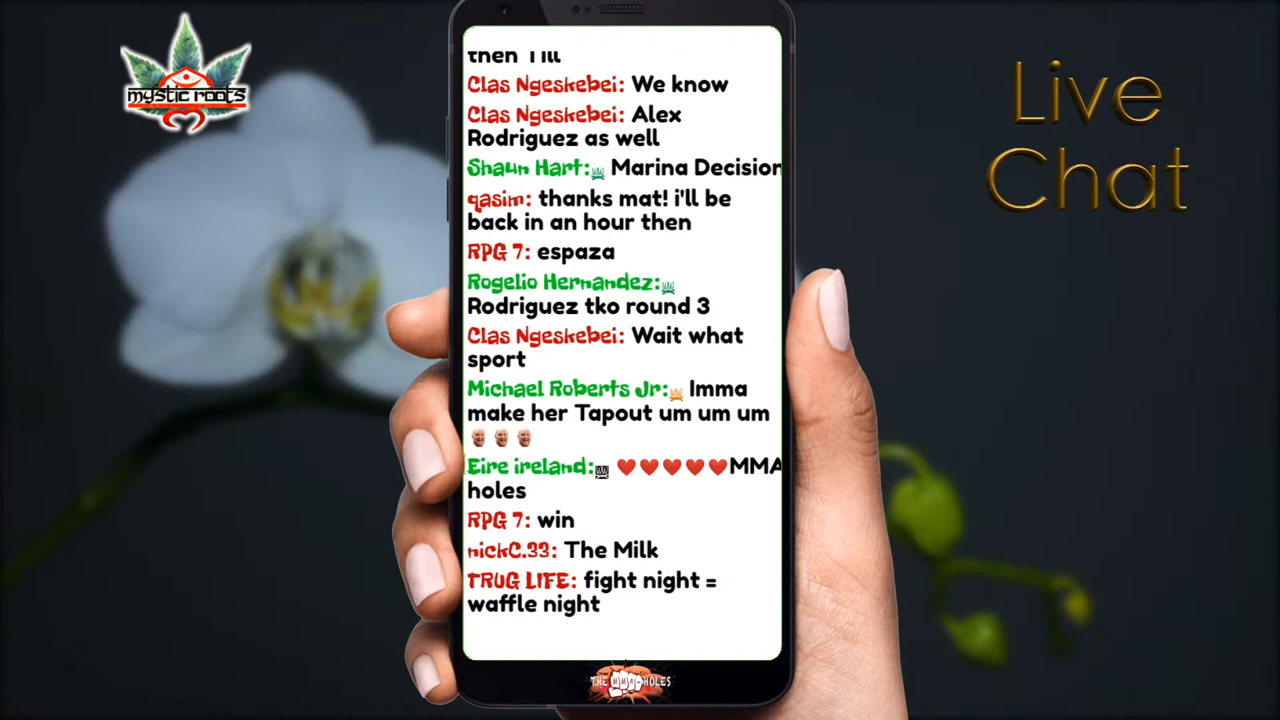 mystic roots
Live
Chat
then Till
Clas Ngeskebei: We know
Clas Ngeskebei: Alex
Rodriguez as well
Shaun Hart: Marina Decision
qasim: thanks mat! i'll be
back in an hour then
RPG 7: espaza
Rogelio Hernandez:
Rodriguez tko round 3
Clas Ngeskebei: Wait what
sport
Michael Roberts Jr: Imma
make her Tapout um um um
Eire ireland: ❤❤❤❤❤MMA
holes
RPG 7: win
nickC.33: The Milk
TRUG LIFE: fight night =
waffle night
THE MMA-HOLES